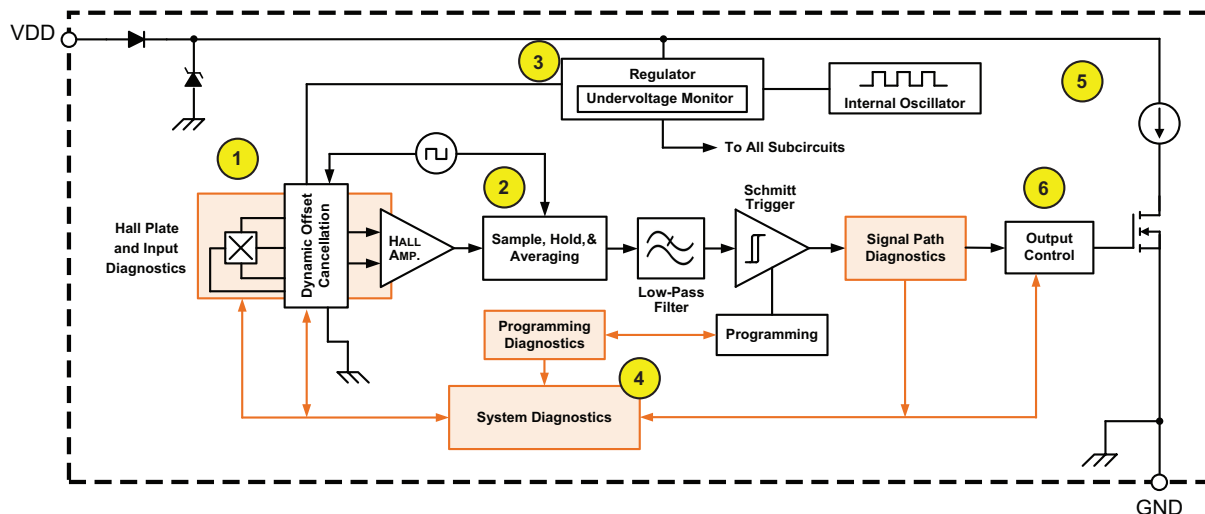 VDD
3
Regulator
Undervoltage Monitor
Internal Oscillator
5
To All Subcircuits
1
2
Schmitt
Trigger
6
Hall Plate
and Input
Diagnostics
Dynamic Offset
Cancellation
HALL
AMP.
Sample, Hold,&
Averaging
Low-Pass
Filter
Signal Path
Diagnostics
Output
Control
Programming
Diagnostics
Programming
4
System Diagnostics
GND